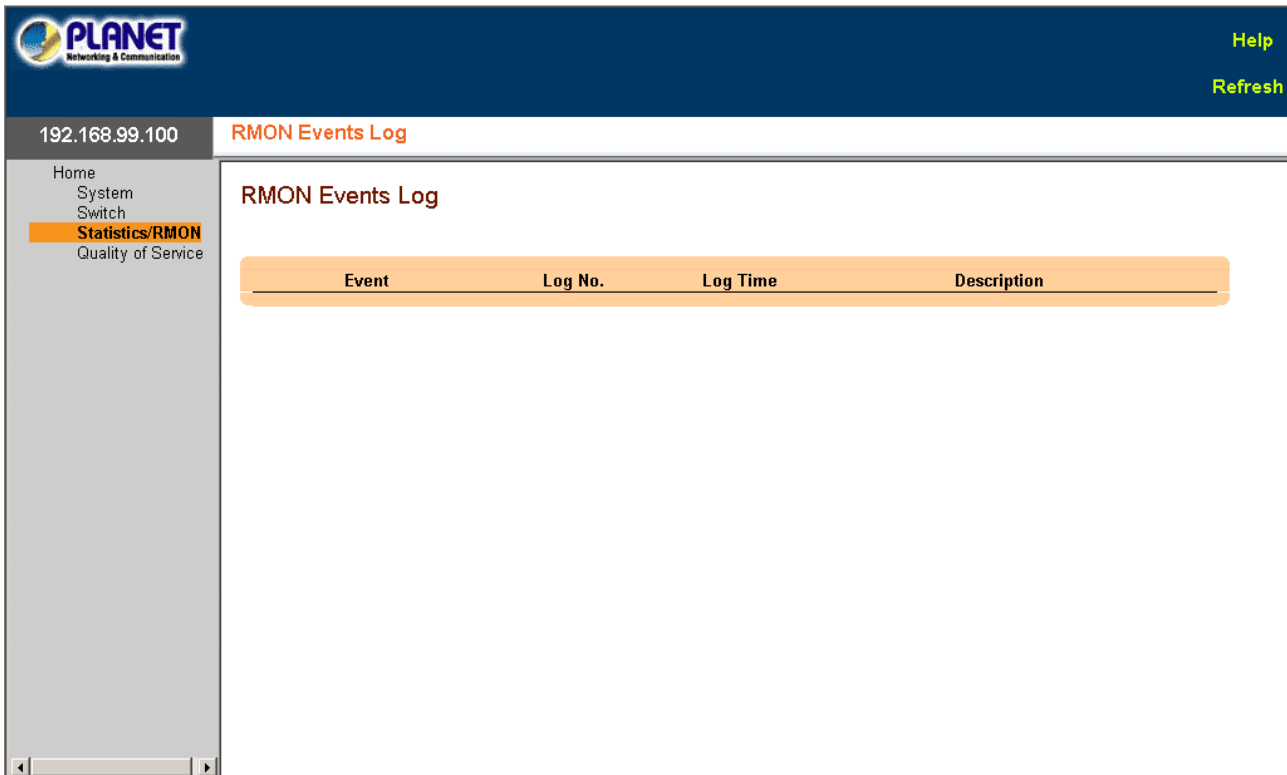 PLANET
Networking & Communication
Help
Refresh
192.168.99.100
RMON Events Log
Home
System
Switch
Statistics/RMON
Quality of Service
RMON Events Log
Event Log No. Log Time Description